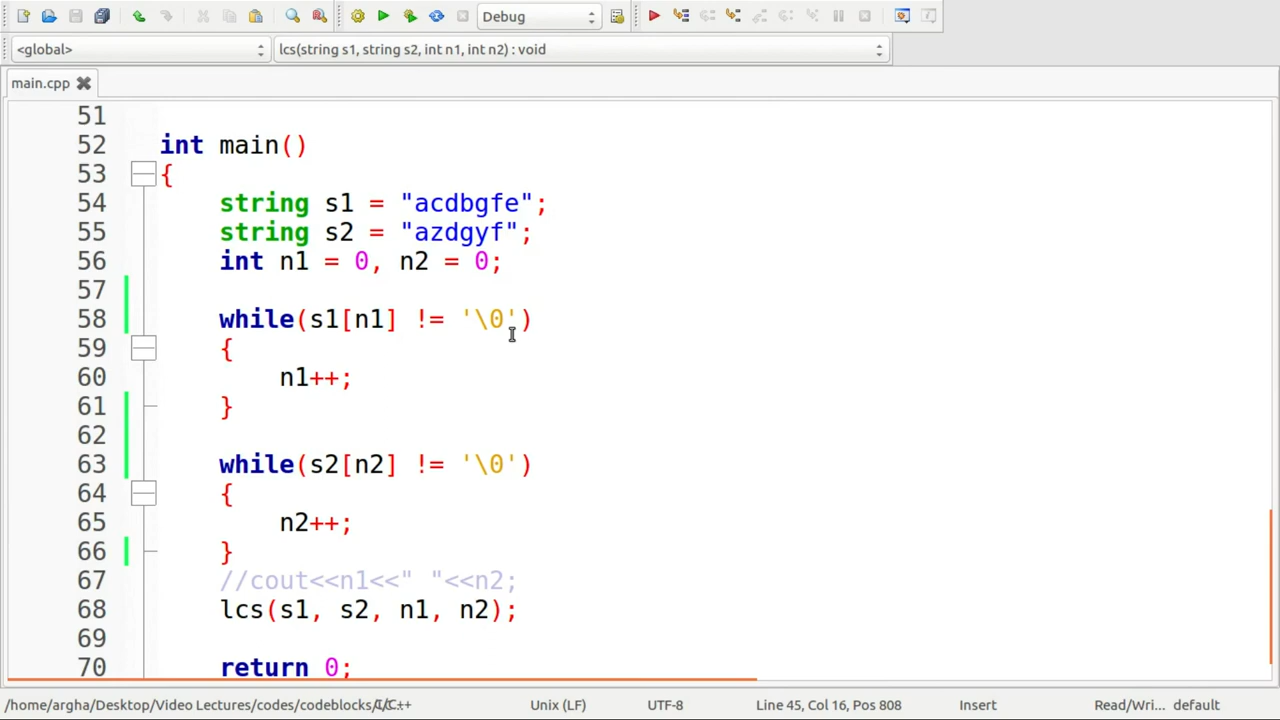 Debug
<global>
lcs(string s1, string s2, int n1, int n2) : void
main.cpp
51
52 int main()
53 {
54 string s1 = "acdbgfe";
55 string s2 = "azdgyf";
56 int n1 = 0, n2 = 0;
57
58 while(s1[n1] != '\0')
59 {
60 n1++;
61 }
62
63 while(s2[n2] != '\0')
64 {
65 n2++;
66 }
67 //cout<<n1<<" "<<n2;
68 lcs(s1, s2, n1, n2);
69
70 return 0;
/home/argha/Desktop/Video Lectures/codes/codeblocks/ C/C++ Unix (LF) UTF-8 Line 45, Col 16, Pos 808 Insert Read/Wri... default